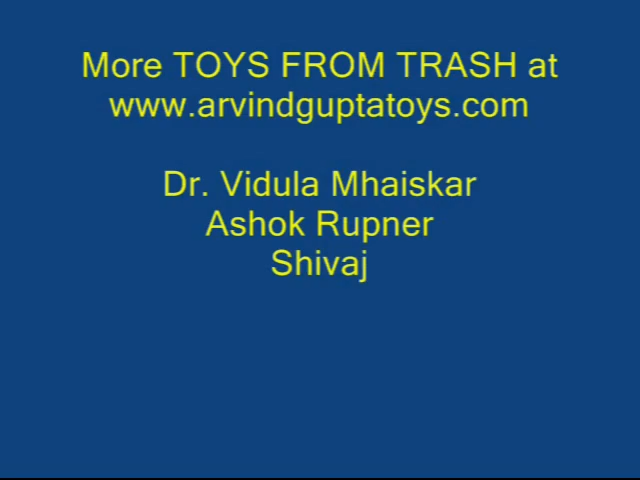 More TOYS FROM TRASH at
www.arvindguptatoys.com
Dr. Vidula Mhaiskar
Ashok Rupner
Shivaj